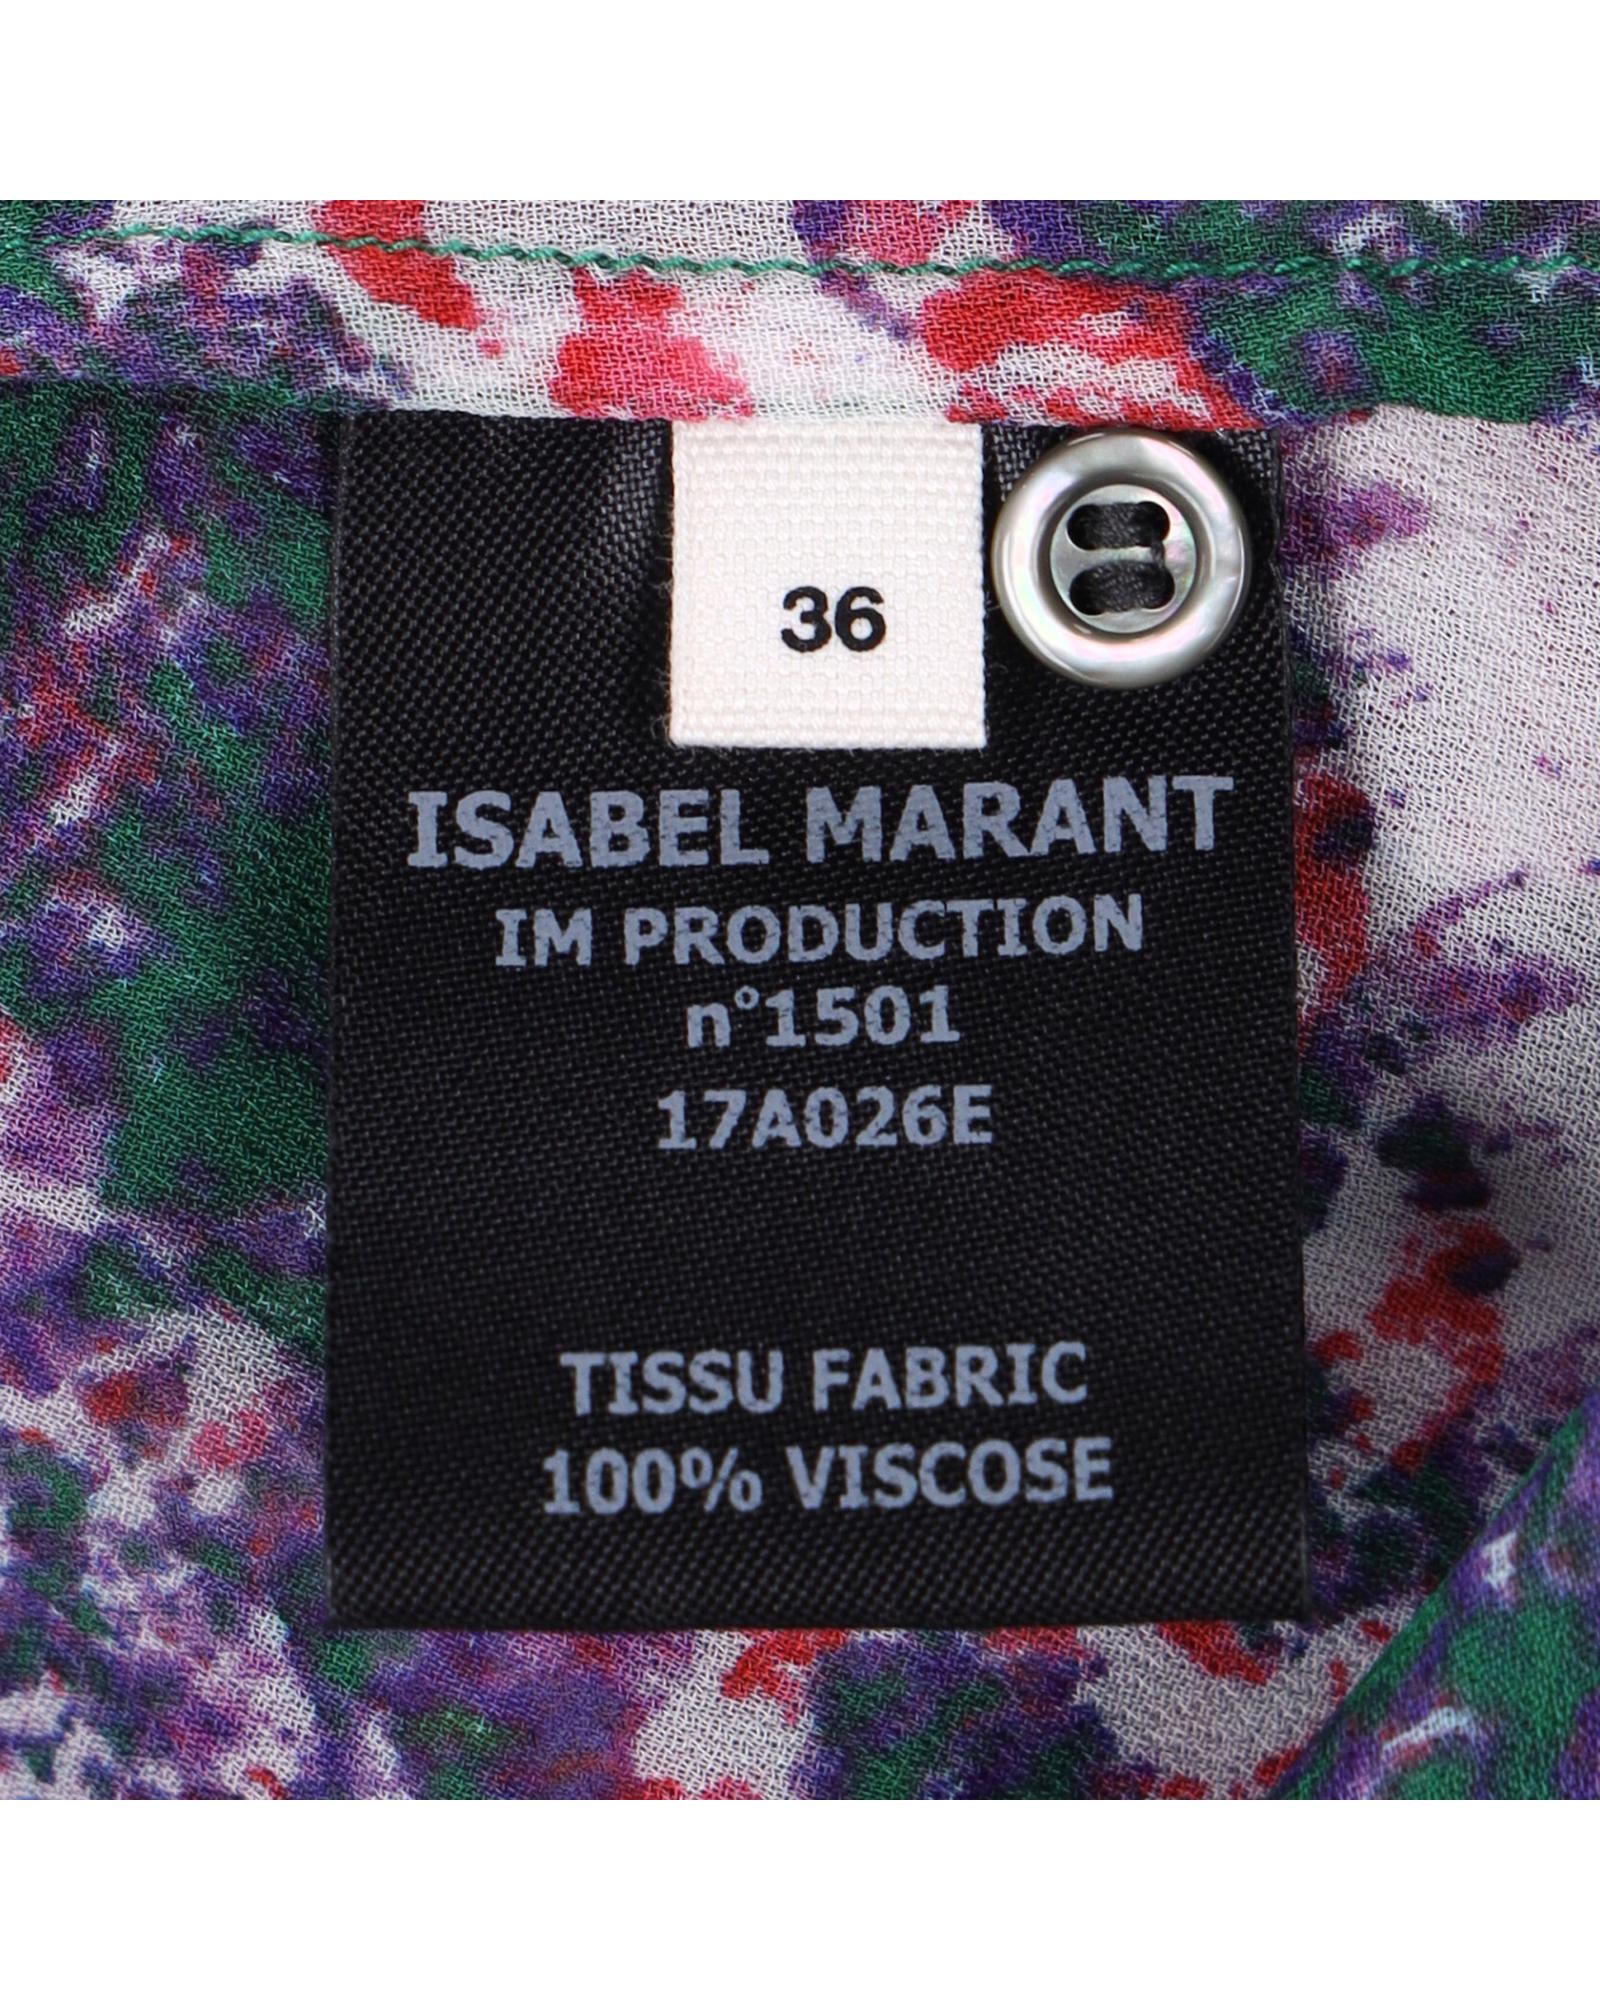 36
ISABEL MARANT
IM PRODUCTION
n°1501
17A026E
TISSU FABRIC
100% VISCOSE